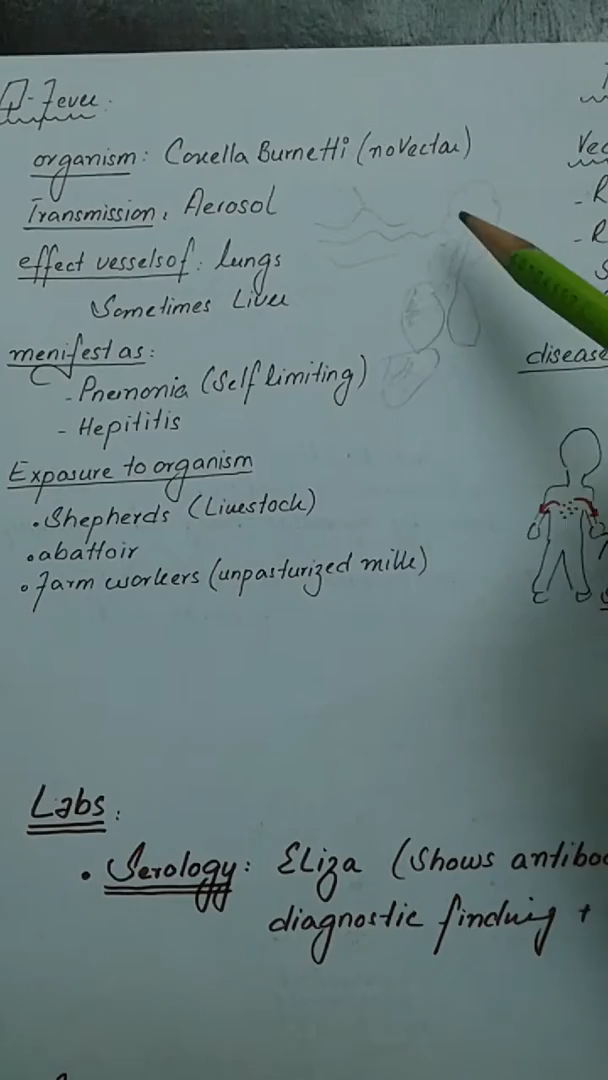 Q-Fever:
organism: Coxella Burnetti (no Vector)
Transmission: Aerosol
effect vessels of: lungs
Sometimes Liver
menifest as:
- Pnemonia (Self limiting)
- Hepititis
Exposure to organism
• Shepherds (Livestock)
• abattoir
• Farm workers (unpasturized milk)
Vec
- R
- R
S
disease
Labs:
• Serology: Eliza (Shows antibo
diagnostic finding +